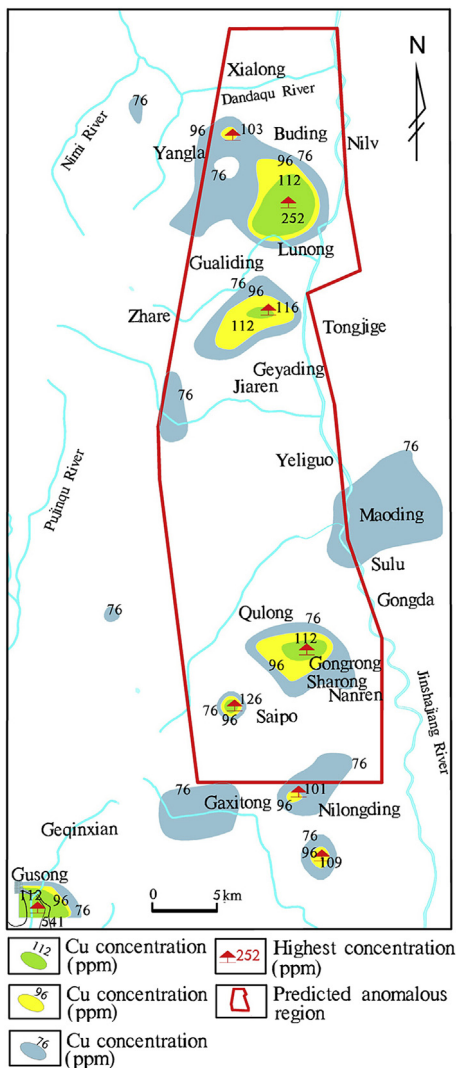 N
Xialong
Dandaqu River
76
Nimi River
96
103
Buding
Nilv
Yangla
96
76
76
112
252
Lunong
Gualiding
76
96
Zhare
116
112
Tongjige
Geyading
Jiaren
76
Yeliguo
76
Pujinqu River
Maoding
Sulu
Gongda
76
Qulong
76
112
Gongrong
96
Sharong
Nanren
Jinshajiang River
126
76
96
Saipo
76
76
101
Gaxitong
96
Nilongding
Geqinxian
76
96
109
Gusong
112
96
76
541
0
5 km
112
Cu concentration
(ppm)
252
Highest concentration
(ppm)
96
Cu concentration
(ppm)
Predicted anomalous
region
76
Cu concentration
(ppm)